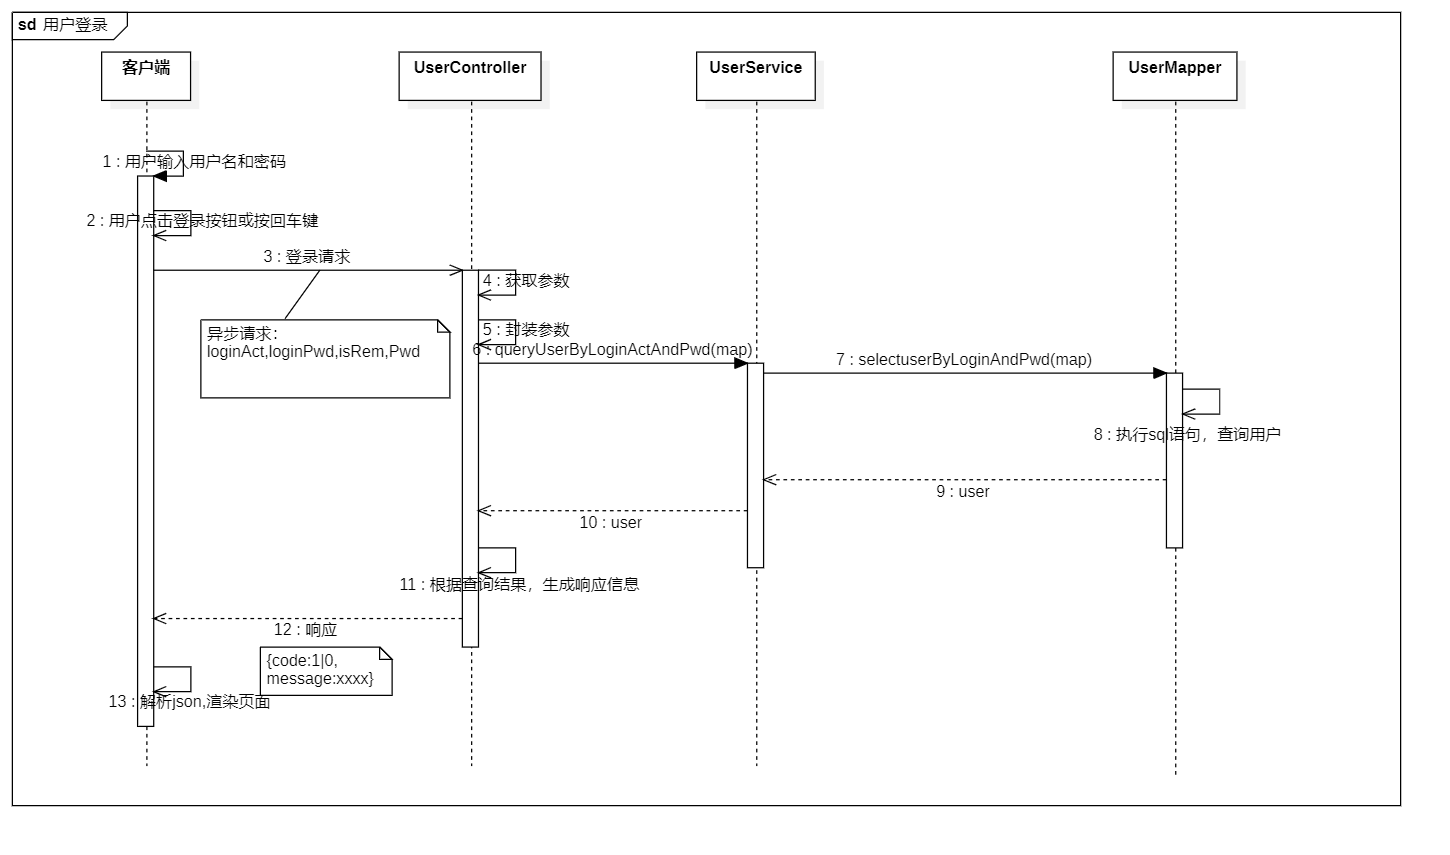 sd 用户登录
客户端
UserController
UserService
UserMapper
1 : 用户输入用户名和密码
2 : 用户点击登录按钮或按回车键
3 : 登录请求
4 : 获取参数
异步请求:
loginAct,loginPwd,isRem,Pwd
5 : 封装参数
6 : queryUserByLoginActAndPwd(map)
7 : selectuserByLoginAndPwd(map)
8 : 执行sql语句，查询用户
9 : user
10 : user
11 : 根据查询结果，生成响应信息
12 : 响应
{code:1|0,
message:xxxx}
13 : 解析json,渲染页面